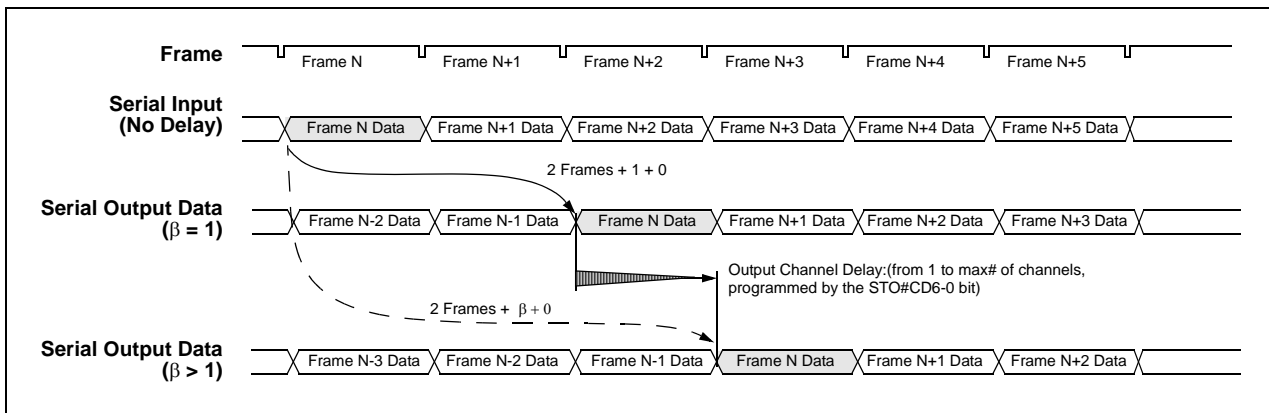 Frame
Frame N
Frame N+1
Frame N+2
Frame N+3
Frame N+4
Frame N+5
Serial Input
(No Delay)
Frame N Data
Frame N+1 Data
Frame N+2 Data
Frame N+3 Data
Frame N+4 Data
Frame N+5 Data
2 Frames + 1 + 0
Serial Output Data
(β = 1)
Frame N-2 Data
Frame N-1 Data
Frame N Data
Frame N+1 Data
Frame N+2 Data
Frame N+3 Data
Output Channel Delay:(from 1 to max# of channels,
programmed by the STO#CD6-0 bit)
2 Frames + β + 0
Serial Output Data
(β > 1)
Frame N-3 Data
Frame N-2 Data
Frame N-1 Data
Frame N Data
Frame N+1 Data
Frame N+2 Data